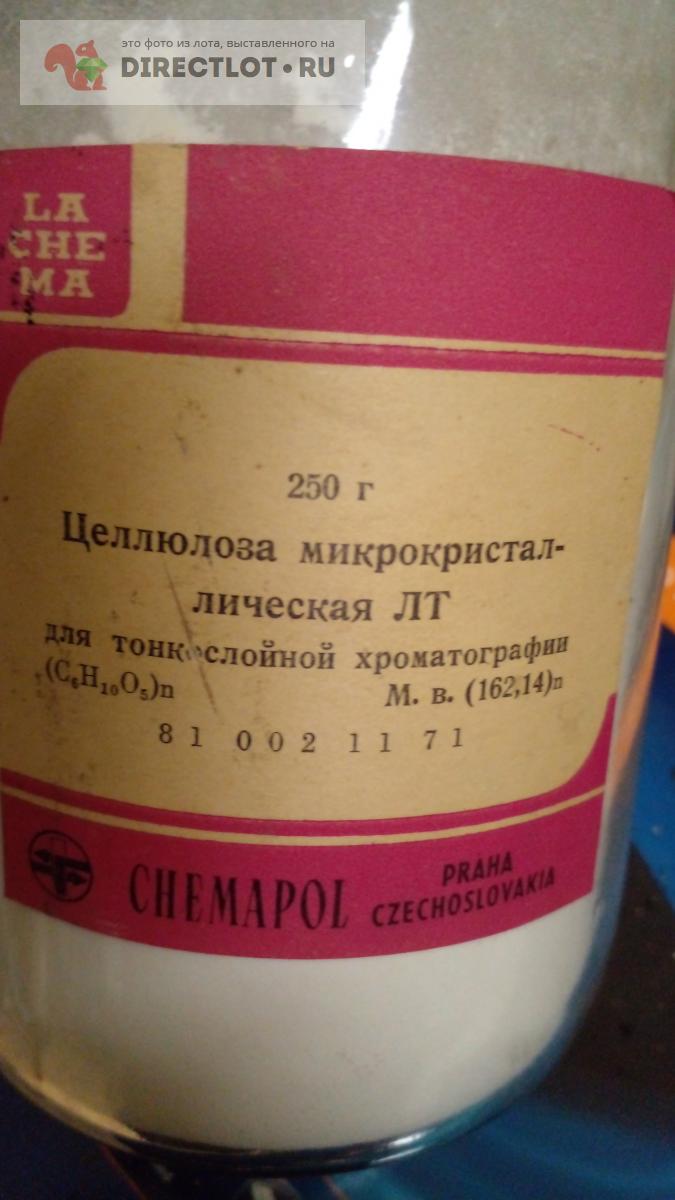 это фото из лота, выставленного на
DIRECTLOT•RU
LA
CHE
MA
250 г
Целлюлоза микрокристал-
лическая ЛТ
для тонкослойной хроматографии
(C₆H₁₀O₅)n М. в. (162,14)n
81 002 11 71
CHEMAPOL PRAHA
CZECHOSLOVAKIA